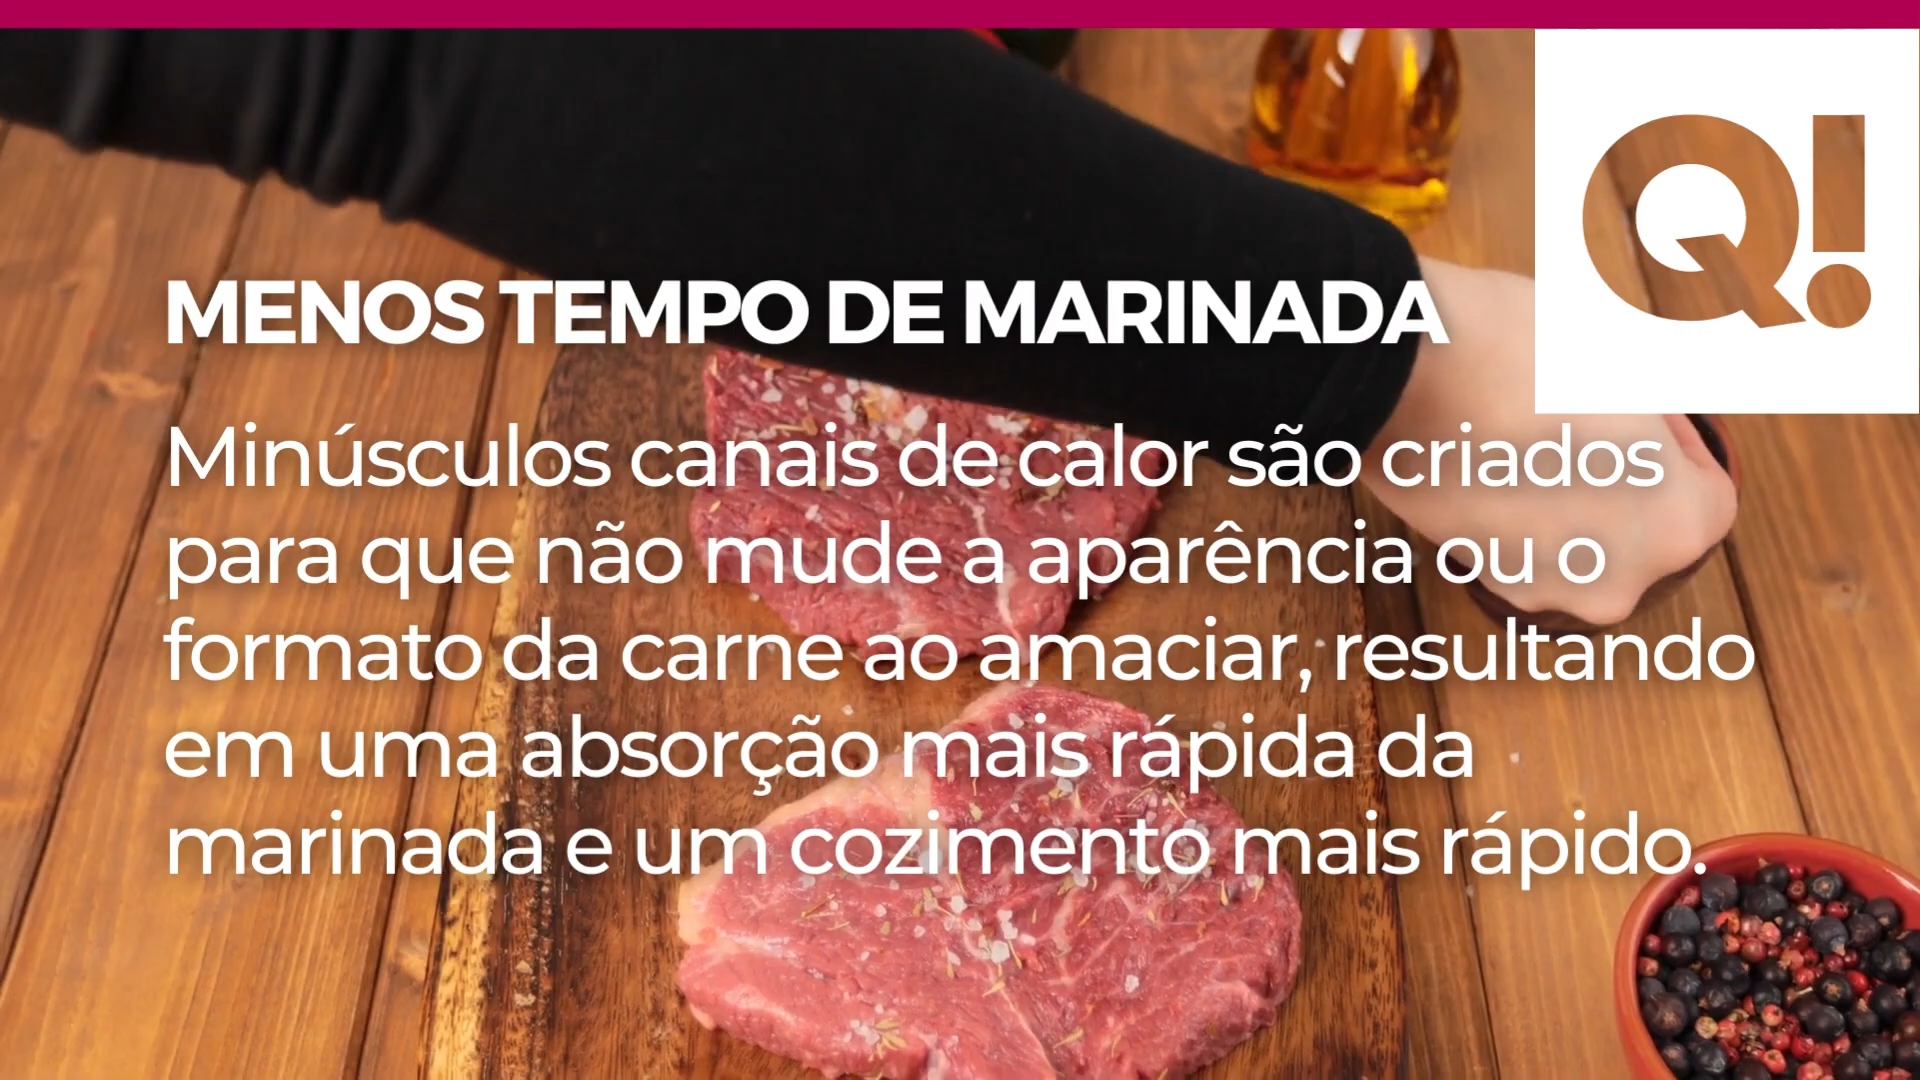 Q!
MENOS TEMPO DE MARINADA
Minúsculos canais de calor são criados
para que não mude a aparência ou o
formato da carne ao amaciar, resultando
em uma absorção mais rápida da
marinada e um cozimento mais rápido.